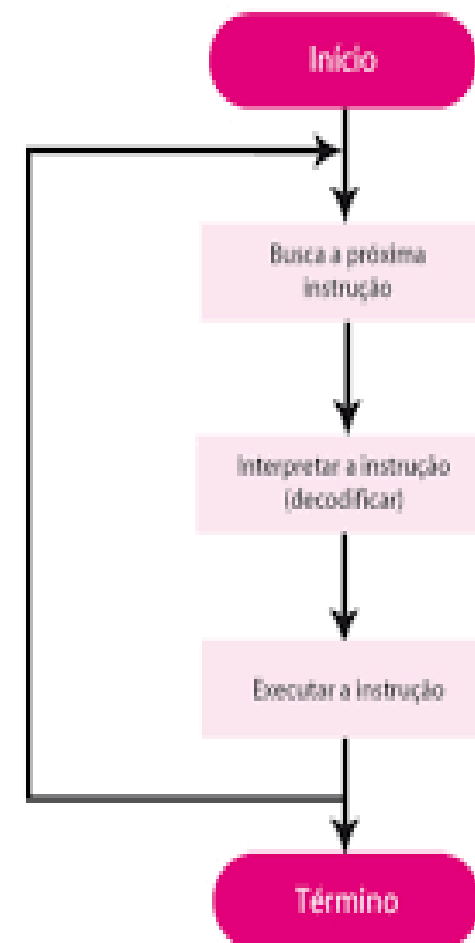 Início
Busca a próxima
instrução
Interpretar a instrução
(decodificar)
Executar a instrução
Término